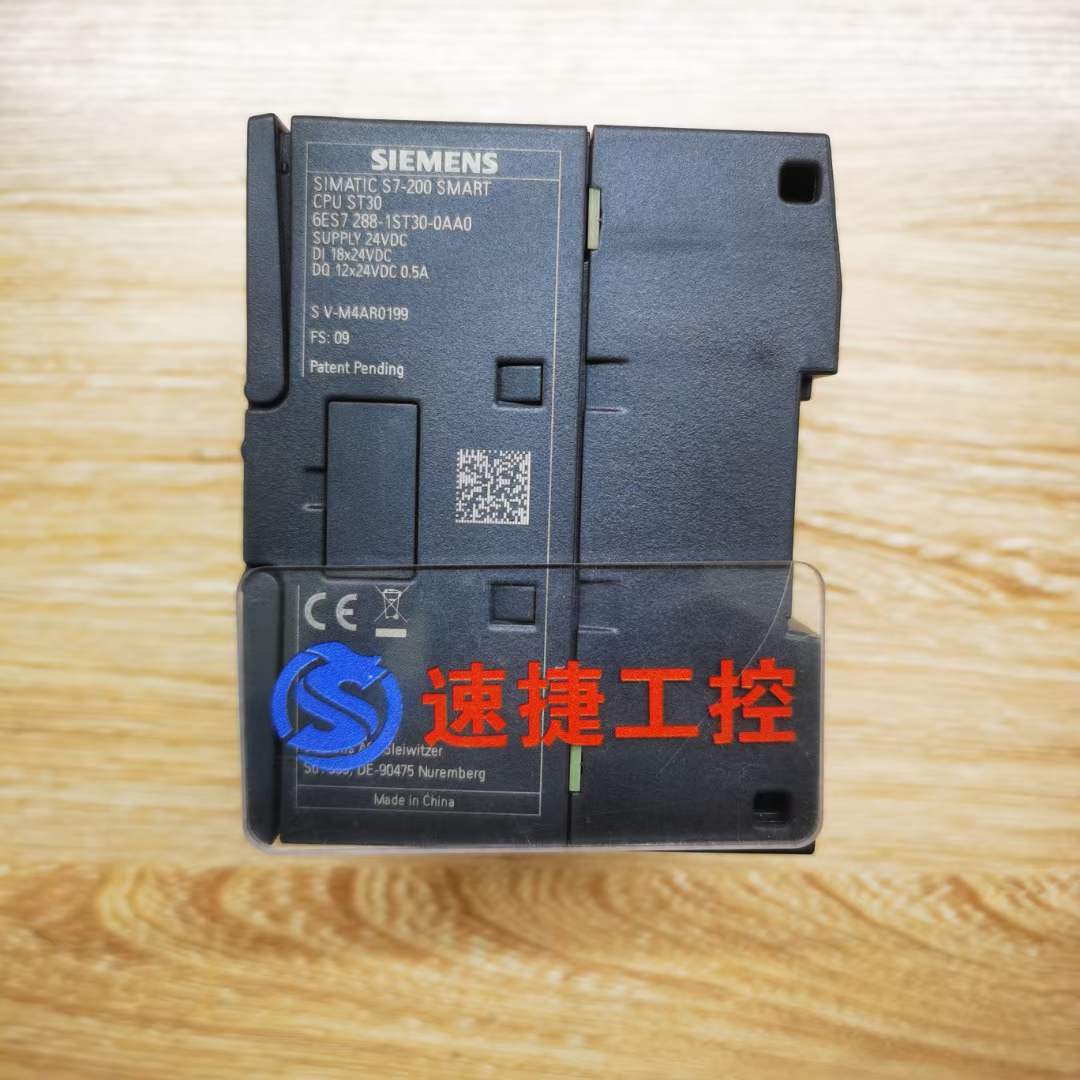 SIEMENS
SIMATIC S7-200 SMART
CPU ST30
6ES7 288-1ST30-0AA0
SUPPLY 24VDC
DI 18x24VDC
DQ 12x24VDC 0.5A
S V-M4AR0199
FS: 09
Patent Pending
CE
速捷工控
Gleiwitzer
DE-90475 Nuremberg
Made in China